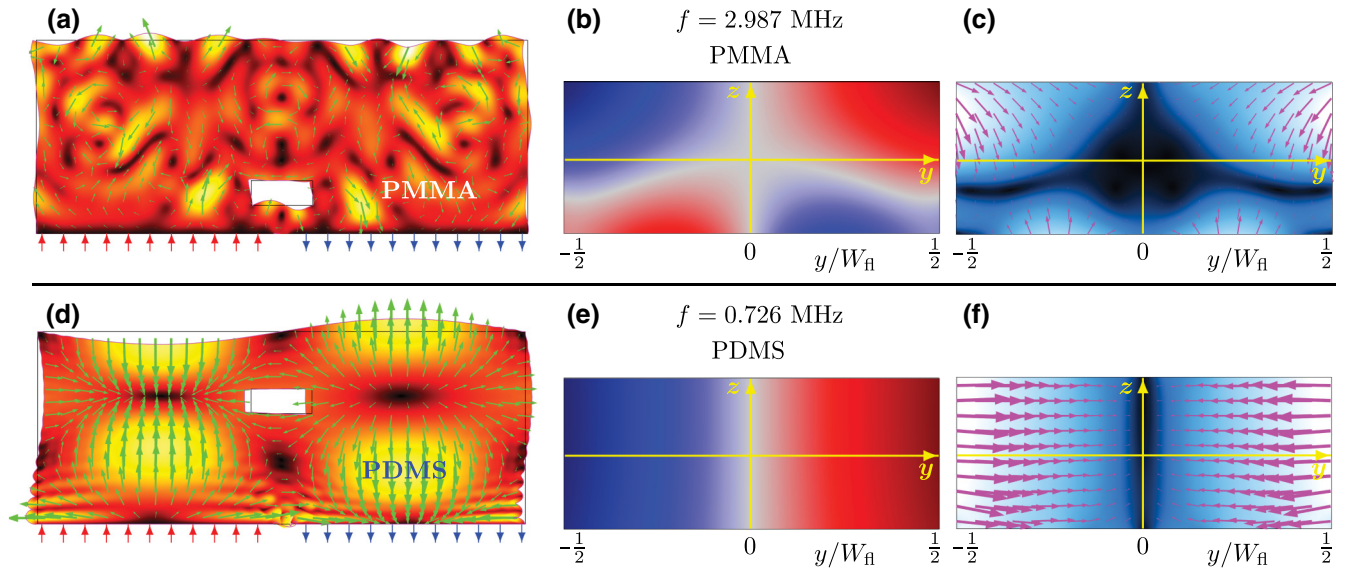 (a) (b) f = 2.987 MHz (c)
PMMA
z z
y y
PMMA
−1/2 0 y/W_fl 1/2 −1/2 0 y/W_fl 1/2
(d) (e) f = 0.726 MHz (f)
PDMS
z z
y y
PDMS
−1/2 0 y/W_fl 1/2 −1/2 0 y/W_fl 1/2